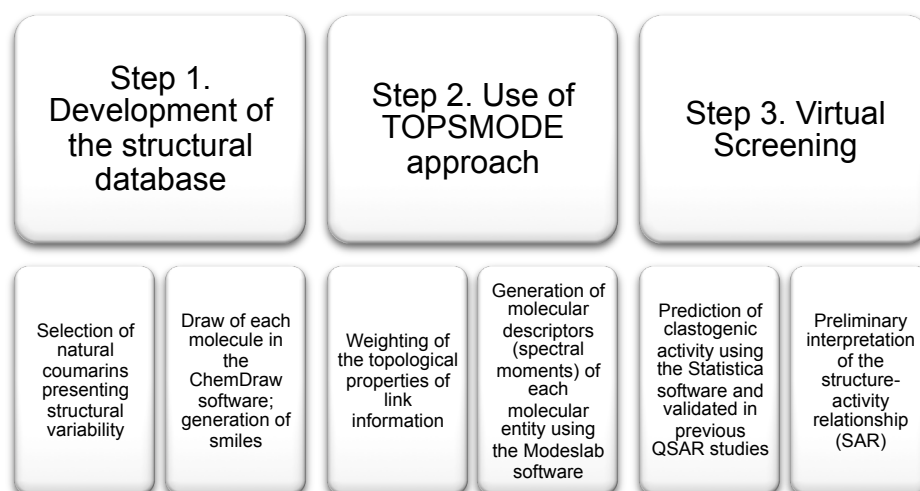 Step 1.
Development of
the structural
database
Step 2. Use of
TOPSMODE
approach
Step 3. Virtual
Screening
Selection of
natural
coumarins
presenting
structural
variability
Draw of each
molecule in
the
ChemDraw
software;
generation of
smiles
Weighting of
the topological
properties of
link
information
Generation of
molecular
descriptors
(spectral
moments) of
each
molecular
entity using
the Modeslab
software
Prediction of
clastogenic
activity using
the Statistica
software and
validated in
previous
QSAR studies
Preliminary
interpretation
of the
structure-
activity
relationship
(SAR)